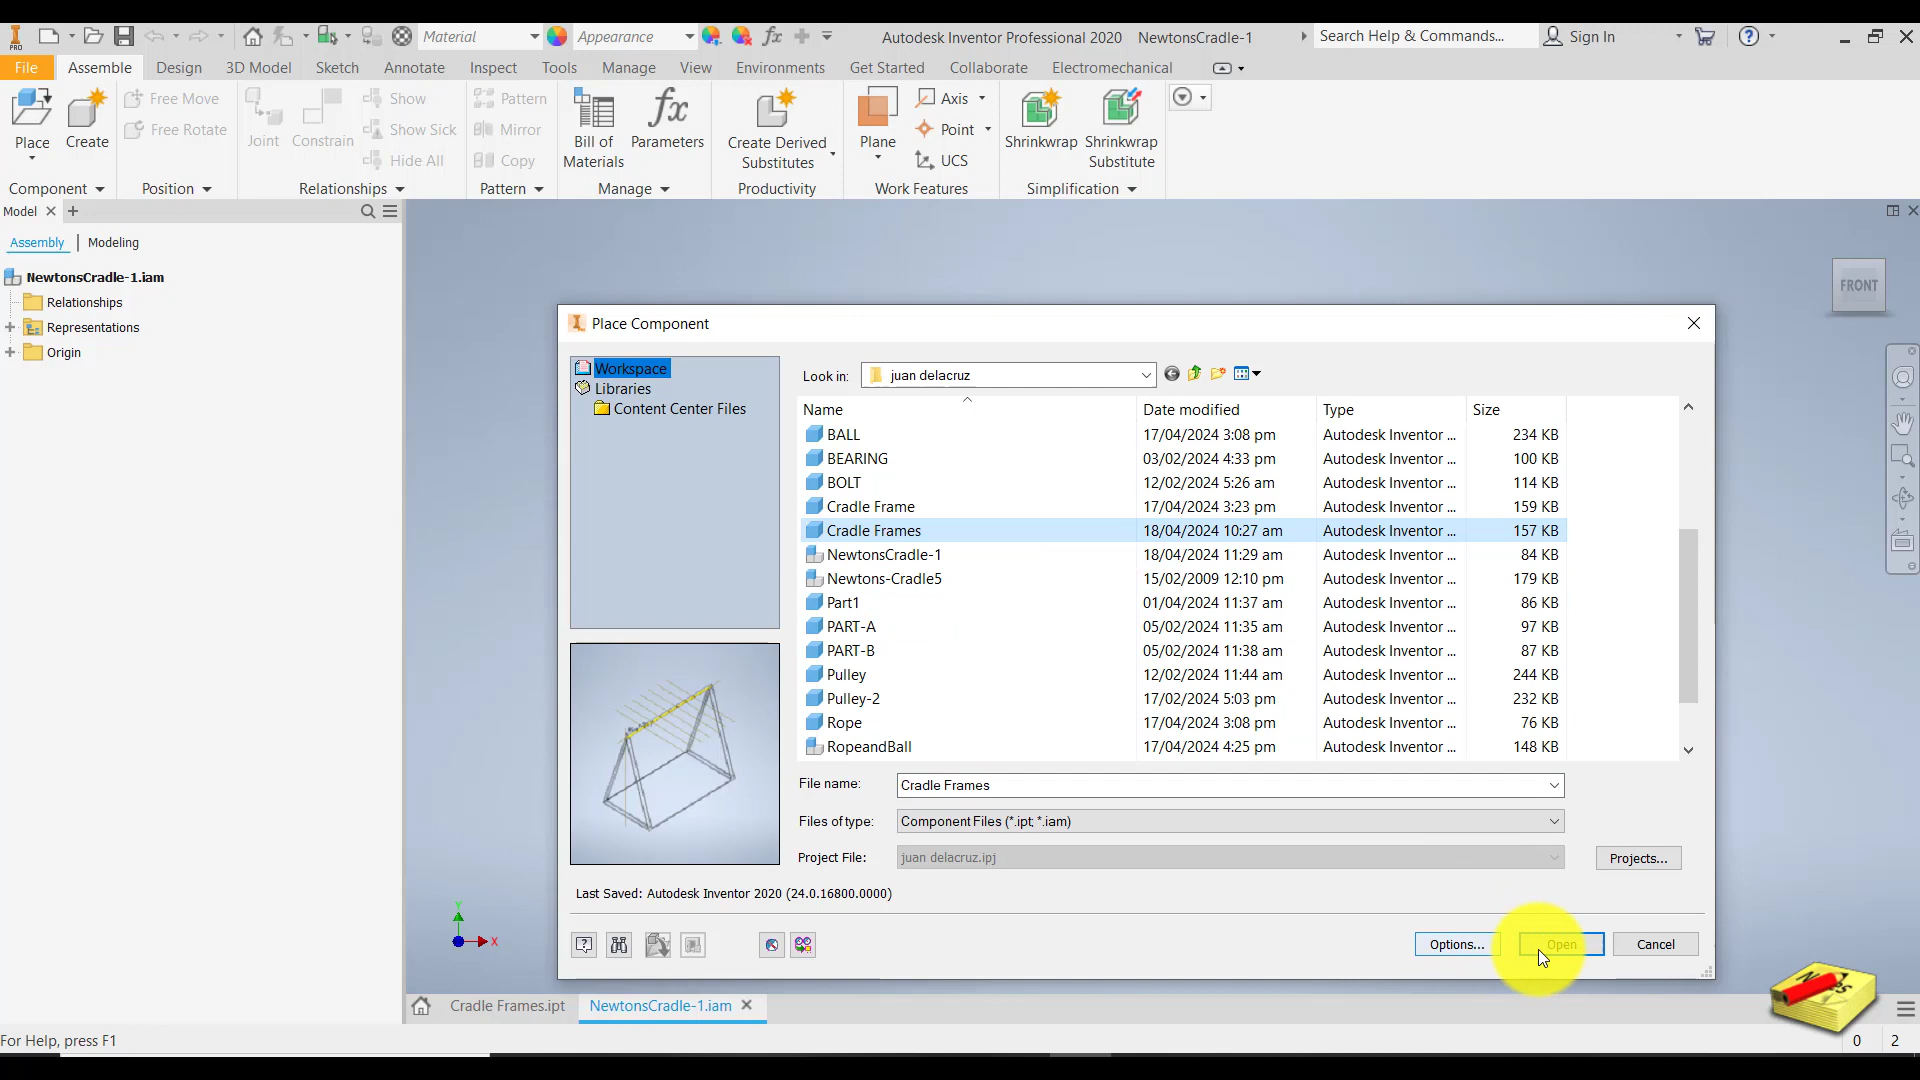 Material
Appearance
Autodesk Inventor Professional 2020 NewtonsCradle-1
Search Help & Commands...
Sign In
PRO
File Assemble Design 3D Model Sketch Annotate Inspect Tools Manage View Environments Get Started Collaborate Electromechanical
Place
Create
Free Move
Free Rotate
Joint
Constrain
Show
Show Sick
Hide All
Pattern
Mirror
Copy
Bill of
Materials
Parameters
Create Derived
Substitutes
Plane
Axis
Point
UCS
Shrinkwrap
Shrinkwrap
Substitute
Component Position Relationships Pattern Manage Productivity Work Features Simplification
Model
Assembly Modeling
NewtonsCradle-1.iam
Relationships
Representations
Origin
FRONT
Place Component
Workspace
Libraries
Content Center Files
Look in: juan delacruz
Name Date modified Type Size
BALL 17/04/2024 3:08 pm Autodesk Inventor ... 234 KB
BEARING 03/02/2024 4:33 pm Autodesk Inventor ... 100 KB
BOLT 12/02/2024 5:26 am Autodesk Inventor ... 114 KB
Cradle Frame 17/04/2024 3:23 pm Autodesk Inventor ... 159 KB
Cradle Frames 18/04/2024 10:27 am Autodesk Inventor ... 157 KB
NewtonsCradle-1 18/04/2024 11:29 am Autodesk Inventor ... 84 KB
Newtons-Cradle5 15/02/2009 12:10 pm Autodesk Inventor ... 179 KB
Part1 01/04/2024 11:37 am Autodesk Inventor ... 86 KB
PART-A 05/02/2024 11:35 am Autodesk Inventor ... 97 KB
PART-B 05/02/2024 11:38 am Autodesk Inventor ... 87 KB
Pulley 12/02/2024 11:44 am Autodesk Inventor ... 244 KB
Pulley-2 17/02/2024 5:03 pm Autodesk Inventor ... 232 KB
Rope 17/04/2024 3:08 pm Autodesk Inventor ... 76 KB
RopeandBall 17/04/2024 4:25 pm Autodesk Inventor ... 148 KB
File name: Cradle Frames
Files of type: Component Files (*.ipt; *.iam)
Project File: juan delacruz.ipj
Projects...
Last Saved: Autodesk Inventor 2020 (24.0.16800.0000)
Options... Open Cancel
Y
X
Cradle Frames.ipt NewtonsCradle-1.iam
Notes
For Help, press F1
0 2